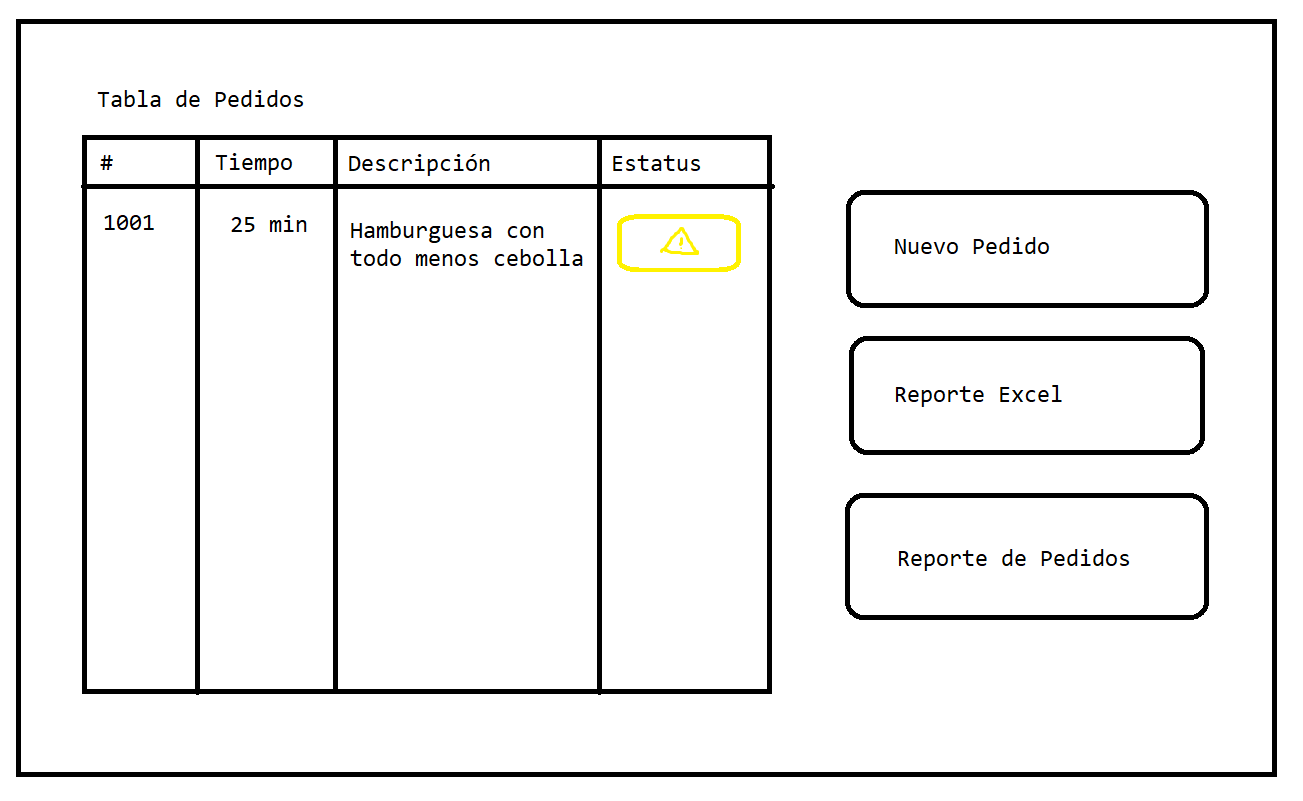 Tabla de Pedidos
# Tiempo Descripción Estatus
1001 25 min Hamburguesa con
todo menos cebolla
!
Nuevo Pedido
Reporte Excel
Reporte de Pedidos